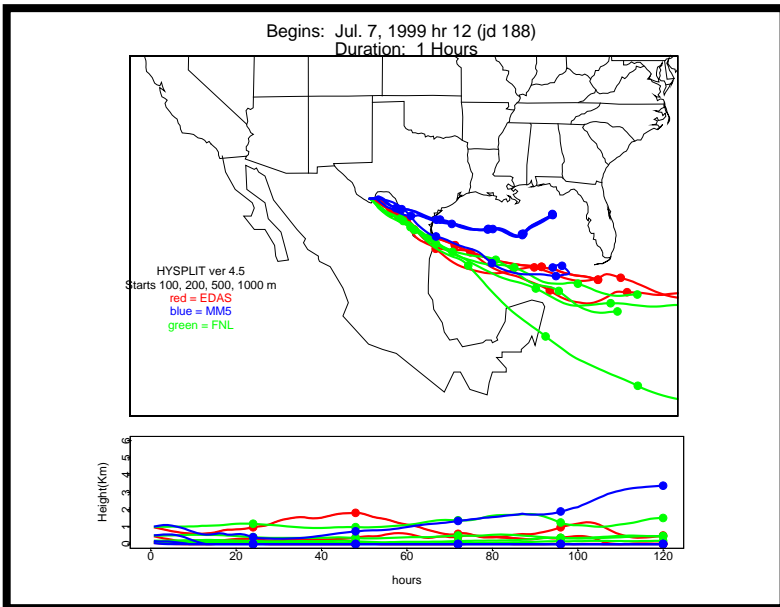 Begins: Jul. 7, 1999 hr 12 (jd 188)
Duration: 1 Hours
HYSPLIT ver 4.5
Starts 100, 200, 500, 1000 m
red = EDAS
blue = MM5
green = FNL
Height(Km)
6
5
4
3
2
1
0
0 20 40 60 80 100 120
hours